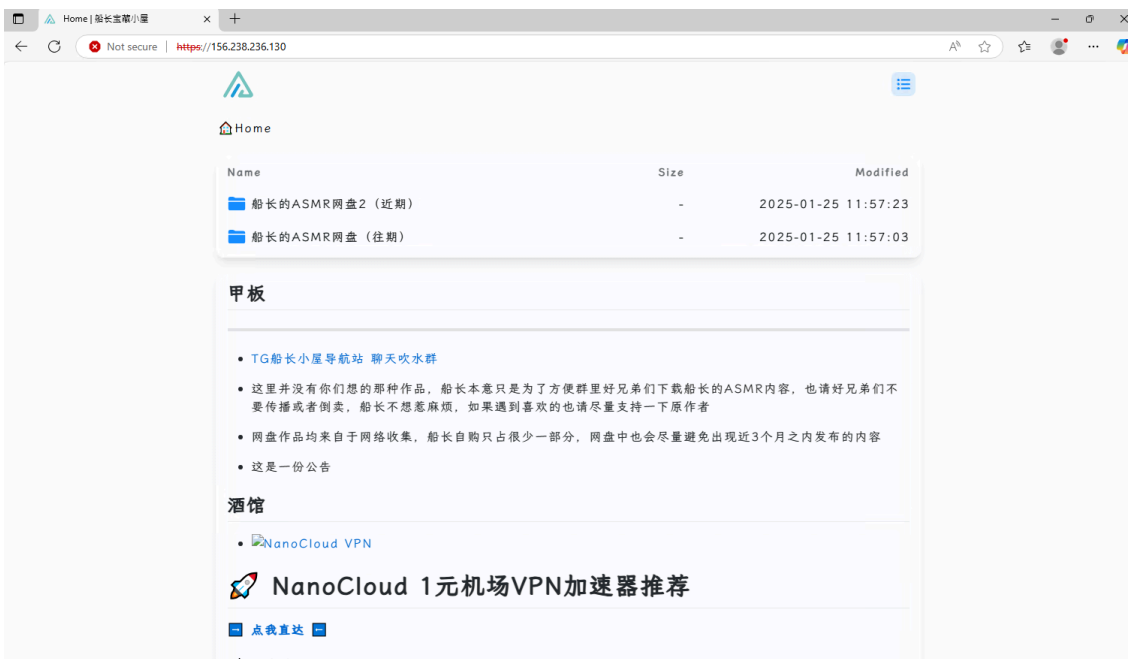 Home | 船长宝藏小屋
Not secure
https://156.238.236.130
Home
Name Size Modified
船长的ASMR网盘2（近期） - 2025-01-25 11:57:23
船长的ASMR网盘（往期） - 2025-01-25 11:57:03
甲板
TG船长小屋导航站 聊天吹水群
这里并没有你们想的那种作品，船长本意只是为了方便群里好兄弟们下载船长的ASMR内容，也请好兄弟们不
要传播或者倒卖，船长不想惹麻烦，如果遇到喜欢的也请尽量支持一下原作者
网盘作品均来自于网络收集，船长自购只占很少一部分，网盘中也会尽量避免出现近3个月之内发布的内容
这是一份公告
酒馆
NanoCloud VPN
🚀 NanoCloud 1元机场VPN加速器推荐
➡ 点我直达 ⬅